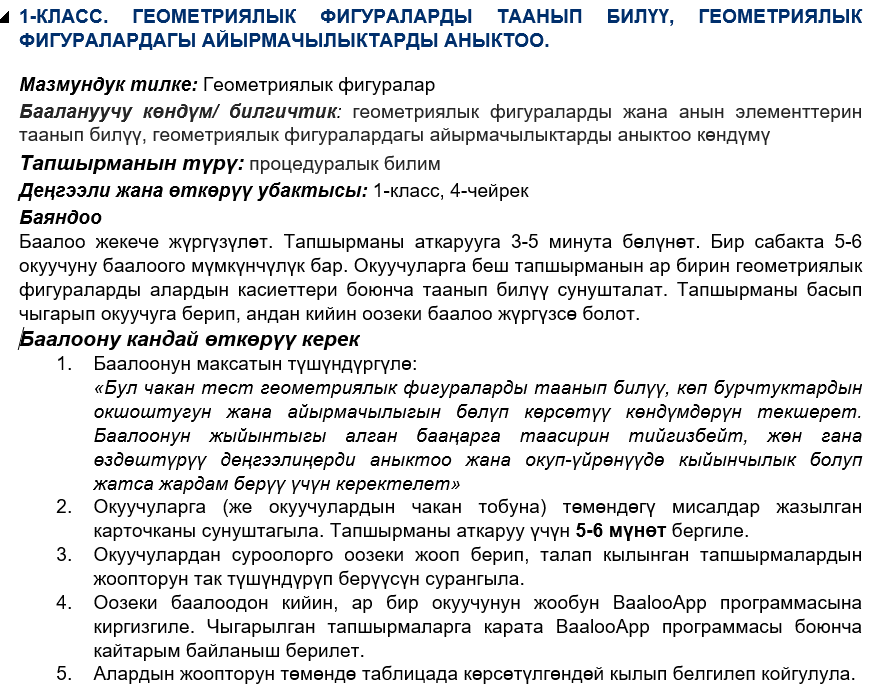 1-КЛАСС. ГЕОМЕТРИЯЛЫК ФИГУРАЛАРДЫ ТААНЫП БИЛҮҮ, ГЕОМЕТРИЯЛЫК
ФИГУРАЛАРДАГЫ АЙЫРМАЧЫЛЫКТАРДЫ АНЫКТОО.
Мазмундук тилке: Геометриялык фигуралар
Баалануучу көндүм/ билгичтик: геометриялык фигураларды жана анын элементтерин
таанып билүү, геометриялык фигуралардагы айырмачылыктарды аныктоо көндүмү
Тапшырманын түрү: процедуралык билим
Деңгээли жана өткөрүү убактысы: 1-класс, 4-чейрек
Баяндоо
Баалоо жекече жүргүзүлөт. Тапшырманы аткарууга 3-5 минута бөлүнөт. Бир сабакта 5-6
окуучуну баалоого мүмкүнчүлүк бар. Окуучуларга беш тапшырманын ар бирин геометриялык
фигураларды алардын касиеттери боюнча таанып билүү сунушталат. Тапшырманы басып
чыгарып окуучуга берип, андан кийин оозеки баалоо жүргүзсө болот.
Баалоону кандай өткөрүү керек
1. Баалоонун максатын түшүндүргүлө:
«Бул чакан тест геометриялык фигураларды таанып билүү, көп бурчтуктардын
окшоштугун жана айырмачылыгын бөлүп көрсөтүү көндүмдөрүн текшерет.
Баалоонун жыйынтыгы алган бааңарга таасирин тийгизбейт, жөн гана
өздөштүрүү деңгээлиңерди аныктоо жана окуп-үйрөнүүдө кыйынчылык болуп
жатса жардам берүү үчүн керектелет»
2. Окуучуларга (же окуучулардын чакан тобуна) төмөндөгү мисалдар жазылган
карточканы сунуштагыла. Тапшырманы аткаруу үчүн 5-6 мүнөт бергиле.
3. Окуучулардан суроолорго оозеки жооп берип, талап кылынган тапшырмалардын
жоопторун так түшүндүрүп берүүсүн сурангыла.
4. Оозеки баалоодон кийин, ар бир окуучунун жообун BaalooApp программасына
киргизгиле. Чыгарылган тапшырмаларга карата BaalooApp программасы боюнча
кайтарым байланыш берилет.
5. Алардын жоопторун төмөндө таблицада көрсөтүлгөндөй кылып белгилеп койгулула.